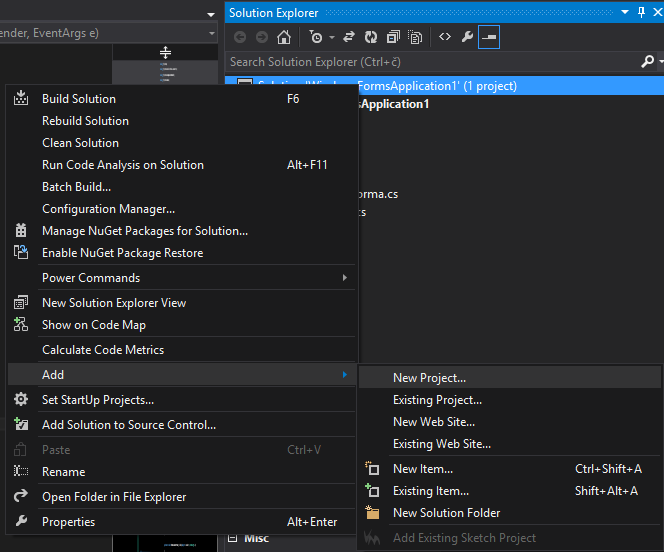 Solution Explorer
ender, EventArgs e)
Search Solution Explorer (Ctrl+č)
FormsApplication1' (1 project)
sApplication1
orma.cs
cs
Build Solution F6
Rebuild Solution
Clean Solution
Run Code Analysis on Solution Alt+F11
Batch Build...
Configuration Manager...
Manage NuGet Packages for Solution...
Enable NuGet Package Restore
Power Commands
New Solution Explorer View
Show on Code Map
Calculate Code Metrics
Add
Set StartUp Projects...
Add Solution to Source Control...
Paste Ctrl+V
Rename
Open Folder in File Explorer
Properties Alt+Enter
New Project...
Existing Project...
New Web Site...
Existing Web Site...
New Item... Ctrl+Shift+A
Existing Item... Shift+Alt+A
New Solution Folder
Add Existing Sketch Project
Misc